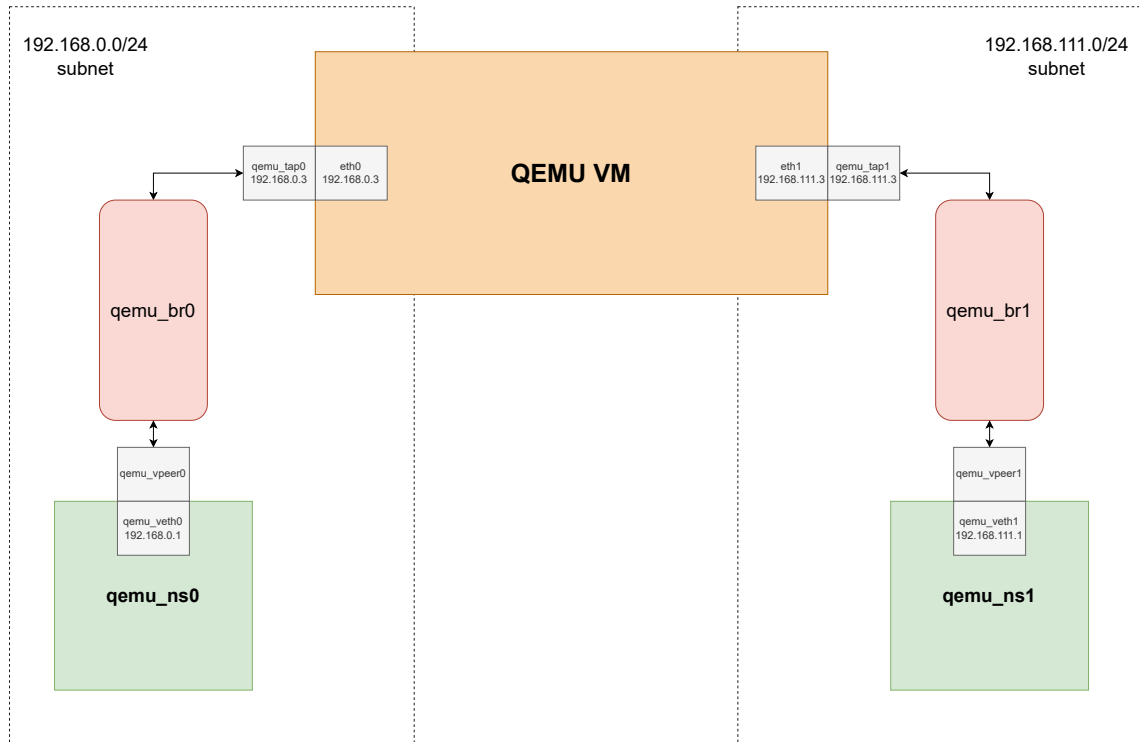 192.168.0.0/24
subnet
192.168.111.0/24
subnet
qemu_tap0
192.168.0.3
eth0
192.168.0.3
QEMU VM
eth1
192.168.111.3
qemu_tap1
192.168.111.3
qemu_br0
qemu_br1
qemu_vpeer0
qemu_vpeer1
qemu_veth0
192.168.0.1
qemu_veth1
192.168.111.1
qemu_ns0
qemu_ns1